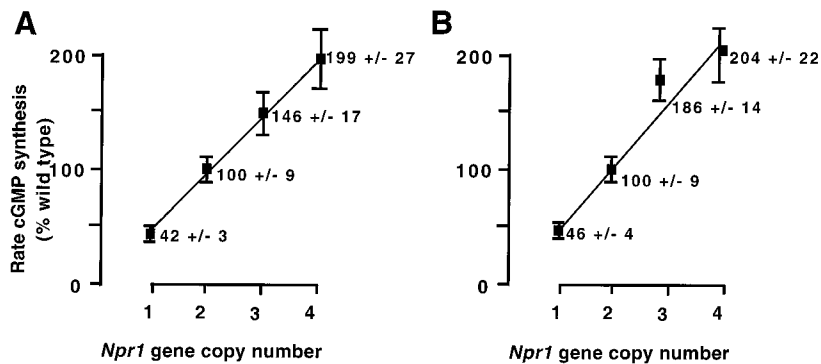 A
Rate cGMP synthesis
(% wild type)
200
100
0
199 +/- 27
146 +/- 17
100 +/- 9
42 +/- 3
1 2 3 4
Npr1 gene copy number
B
200
100
0
204 +/- 22
186 +/- 14
100 +/- 9
46 +/- 4
1 2 3 4
Npr1 gene copy number